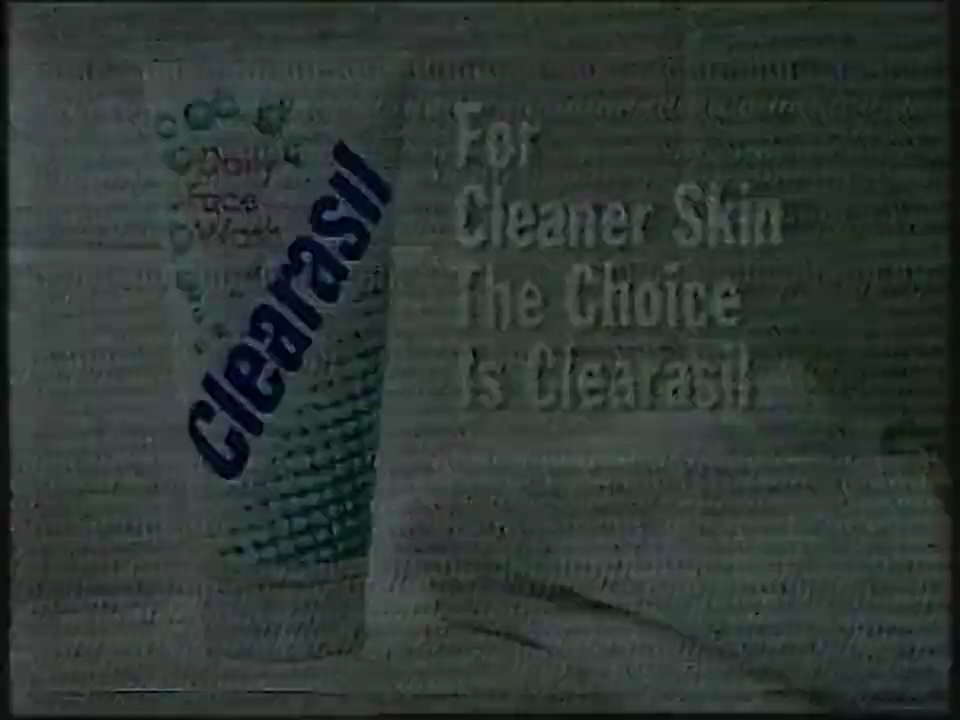 Daily
Face
Wash
Clearasil
For
Cleaner Skin
The Choice
Is Clearasil